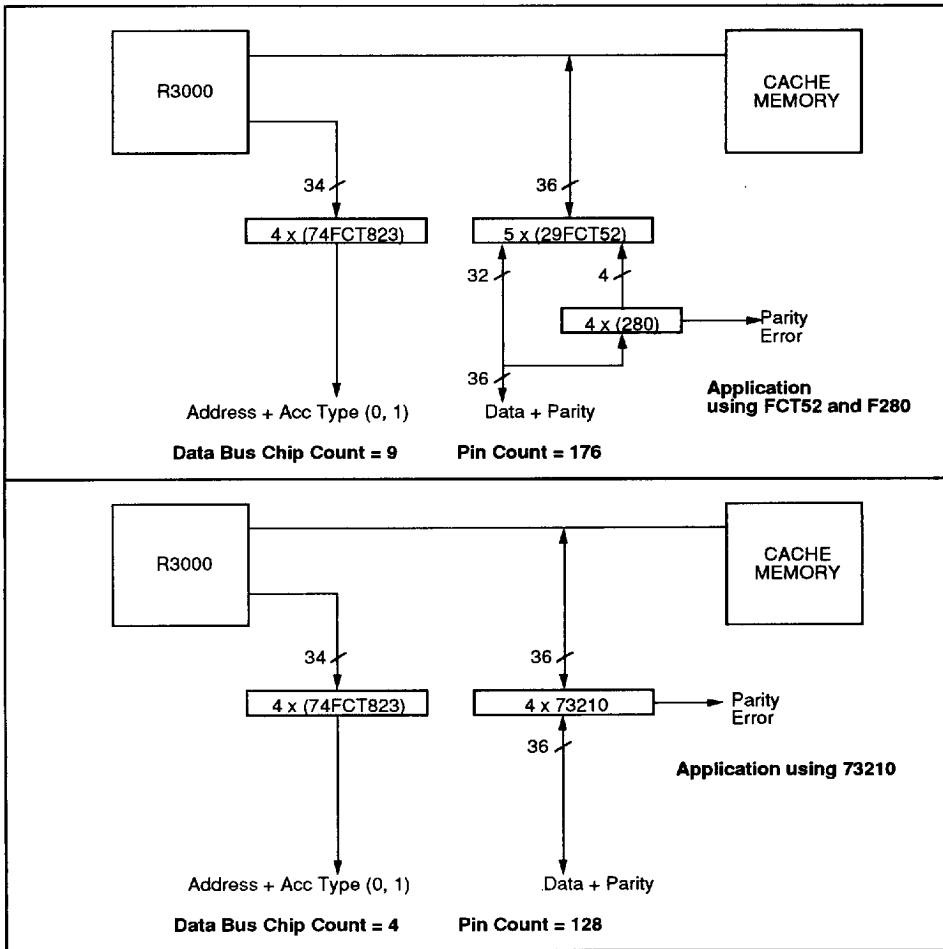 R3000
CACHE
MEMORY
34
36
4 x (74FCT823)
5 x (29FCT52)
32
4
4 x (280)
Parity
Error
36
Application
using FCT52 and F280
Address + Acc Type (0, 1)
Data + Parity
Data Bus Chip Count = 9
Pin Count = 176
R3000
CACHE
MEMORY
34
36
4 x (74FCT823)
4 x 73210
Parity
Error
36
Application using 73210
Address + Acc Type (0, 1)
Data + Parity
Data Bus Chip Count = 4
Pin Count = 128